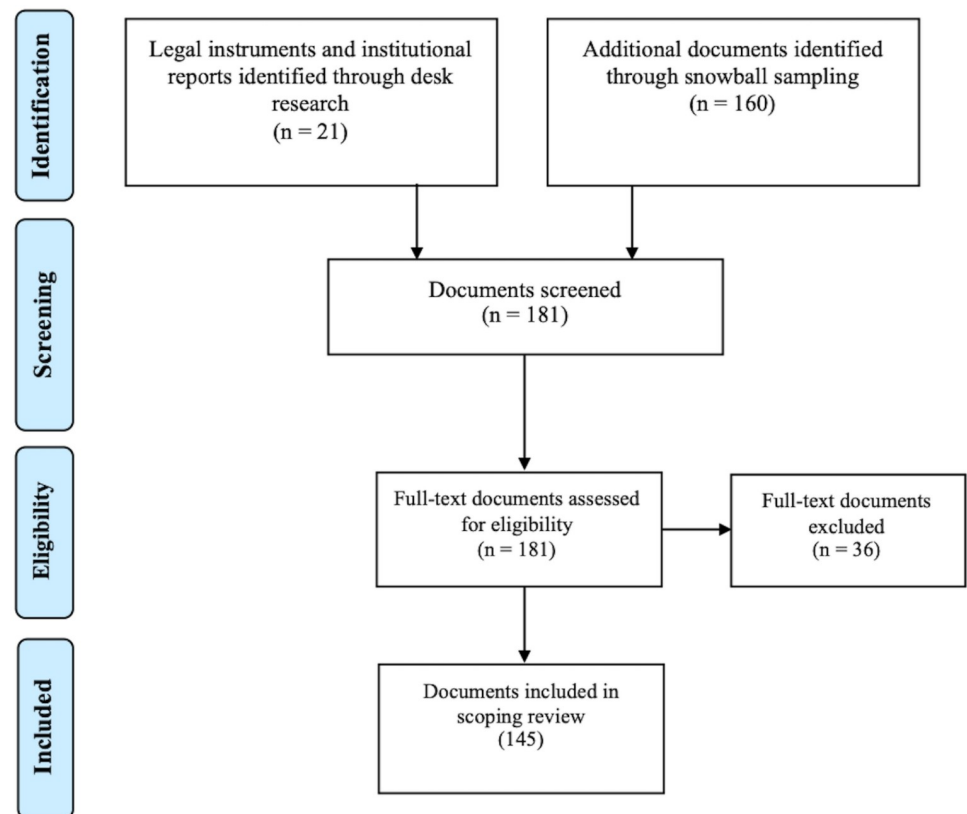 Identification
Legal instruments and institutional
reports identified through desk
research
(n = 21)
Additional documents identified
through snowball sampling
(n = 160)
Screening
Documents screened
(n = 181)
Eligibility
Full-text documents assessed
for eligibility
(n = 181)
Full-text documents
excluded
(n = 36)
Included
Documents included in
scoping review
(145)